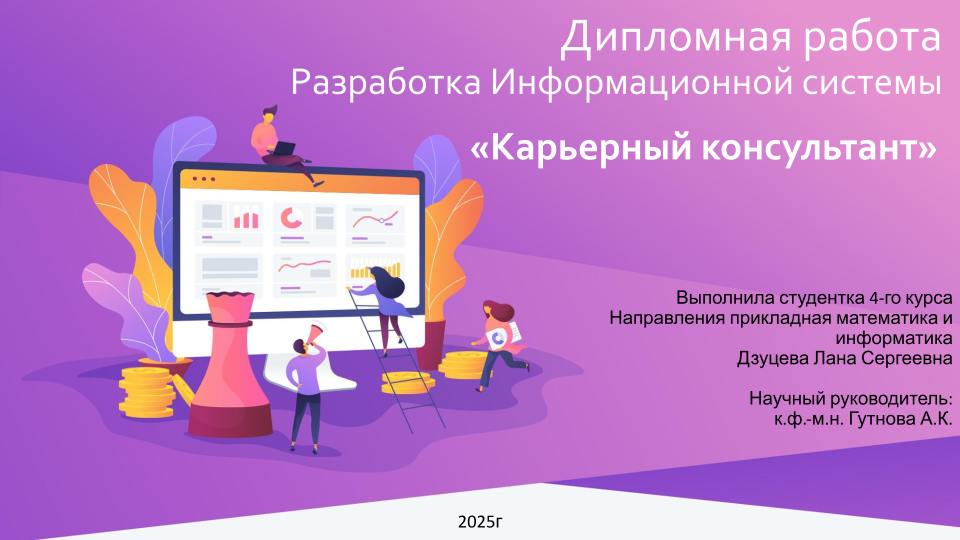 Дипломная работа
Разработка Информационной системы
«Карьерный консультант»
Выполнила студентка 4-го курса
Направления прикладная математика и
информатика
Дзуцева Лана Сергеевна
Научный руководитель:
к.ф.-м.н. Гутнова А.К.
2025г